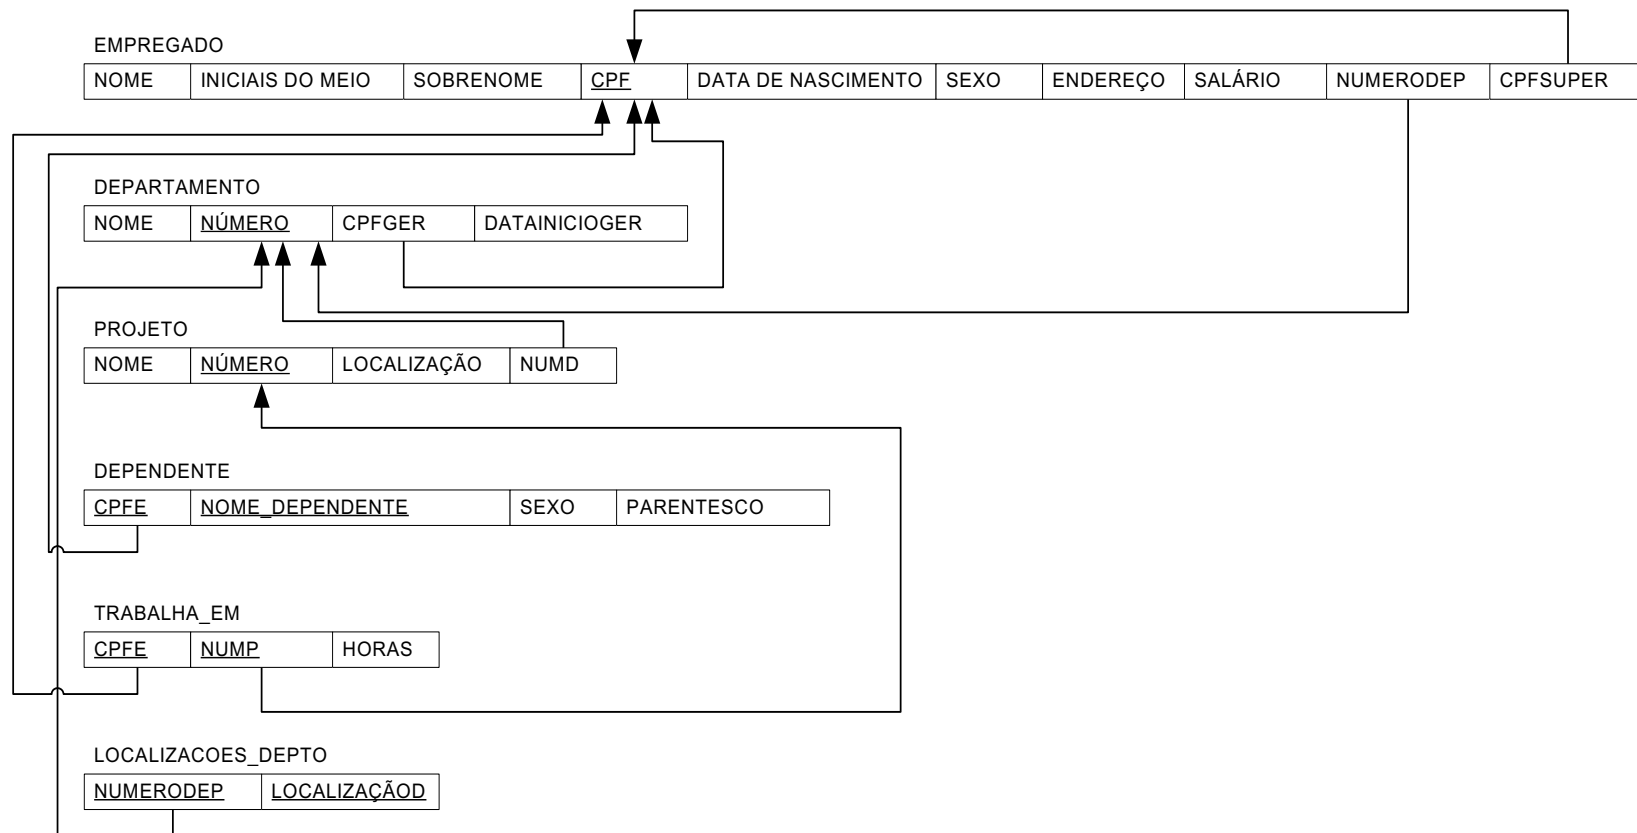 EMPREGADO
NOME INICIAIS DO MEIO SOBRENOME CPF DATA DE NASCIMENTO SEXO ENDEREÇO SALÁRIO NUMERODEP CPFSUPER
DEPARTAMENTO
NOME NÚMERO CPFGER DATAINICIOGER
PROJETO
NOME NÚMERO LOCALIZAÇÃO NUMD
DEPENDENTE
CPFE NOME_DEPENDENTE SEXO PARENTESCO
TRABALHA_EM
CPFE NUMP HORAS
LOCALIZACOES_DEPTO
NUMERODEP LOCALIZAÇÃOD